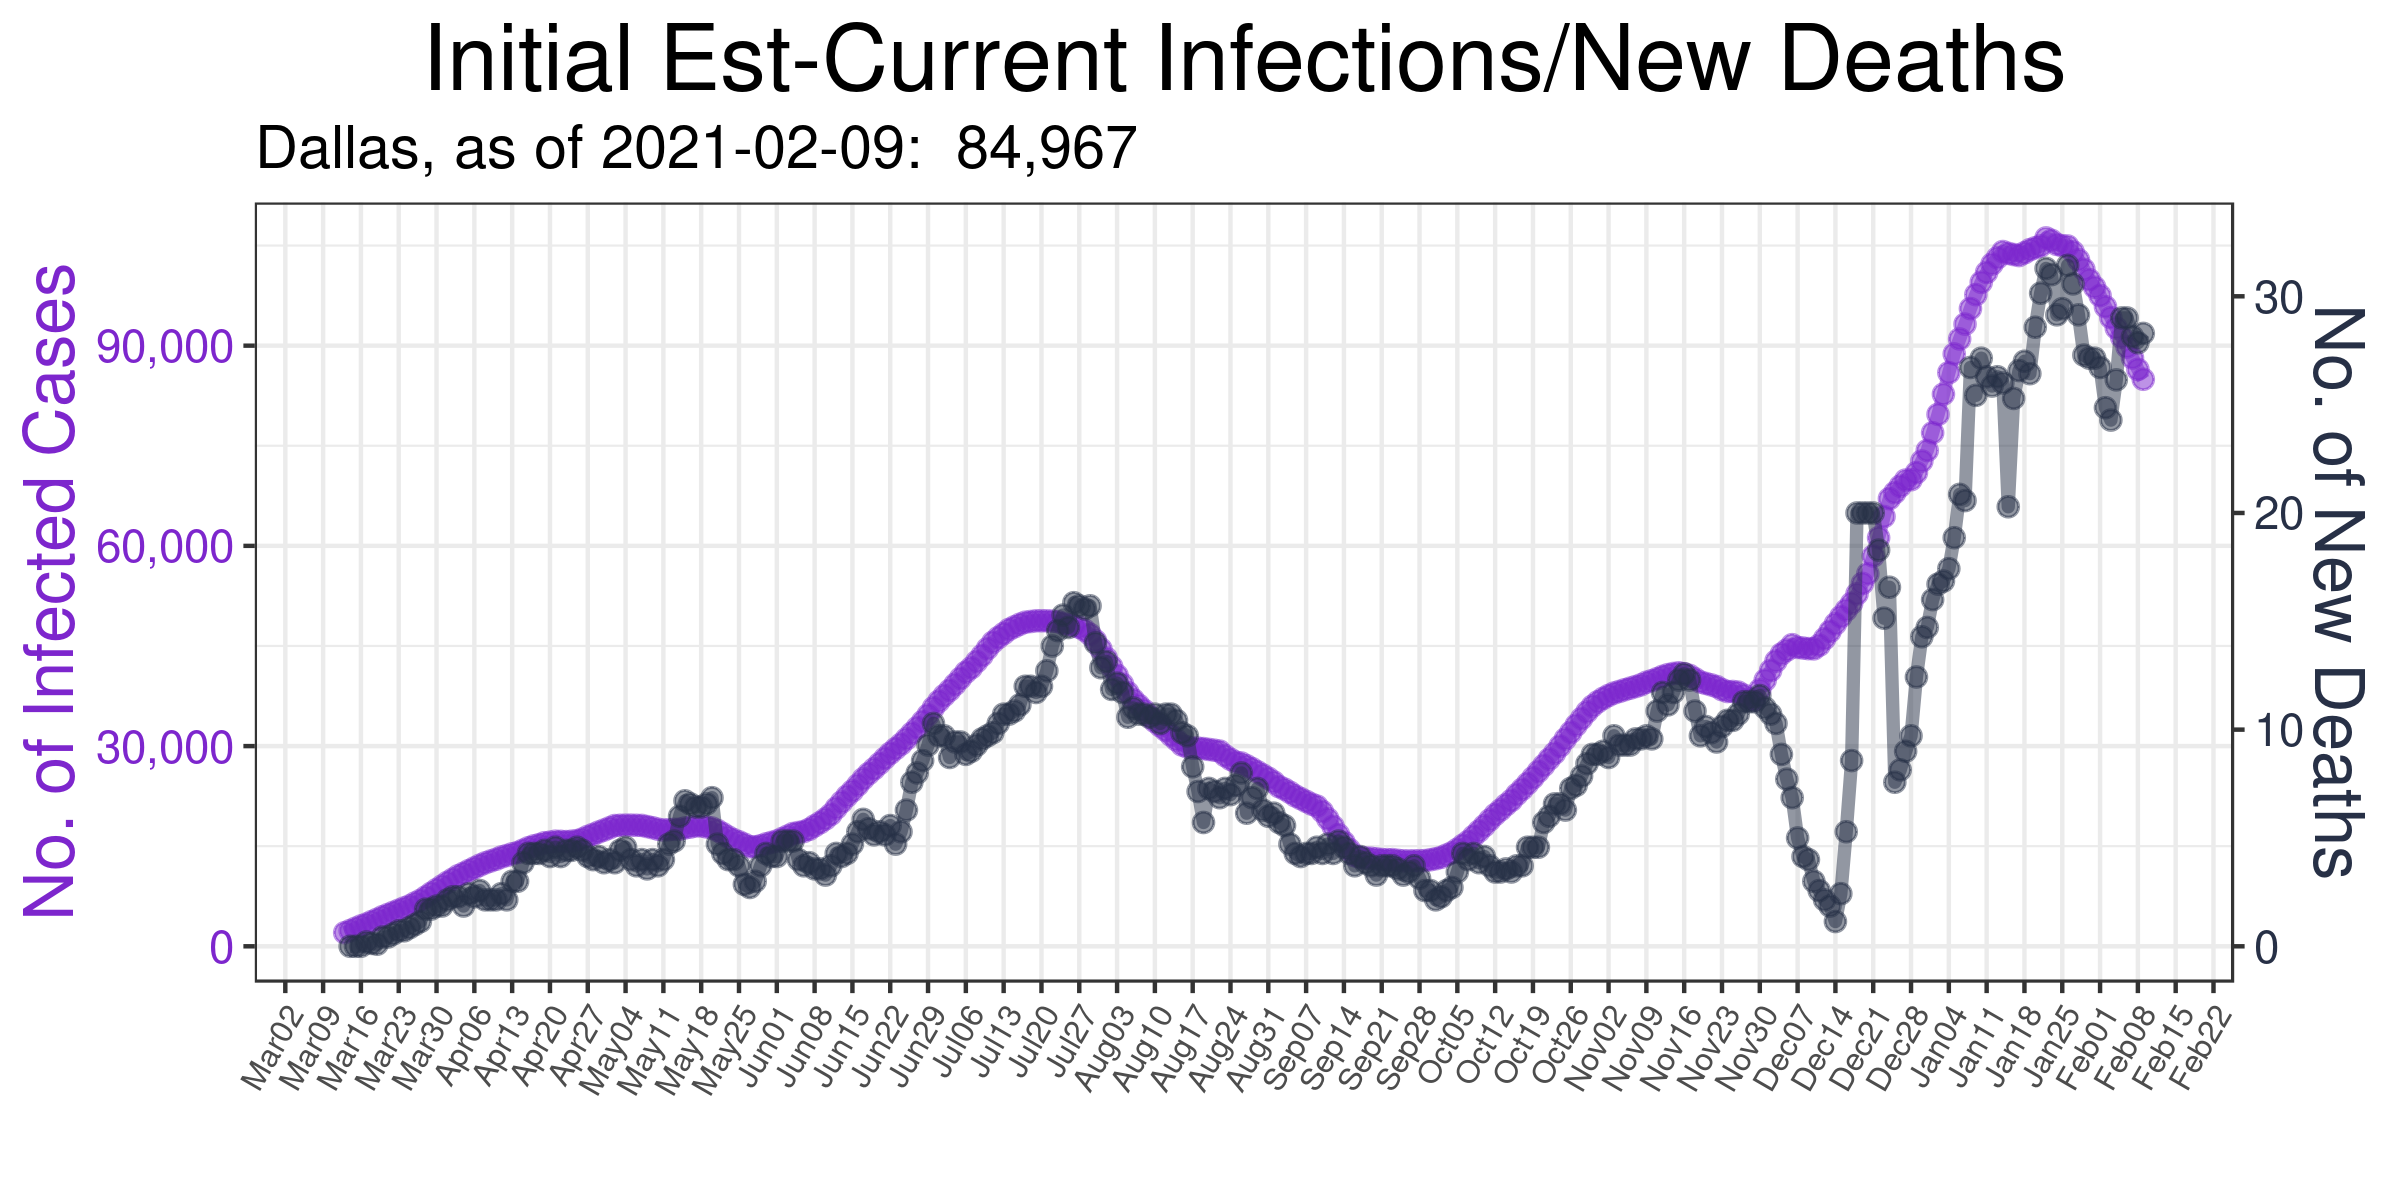 Initial Est-Current Infections/New Deaths
Dallas, as of 2021-02-09:  84,967
No. of Infected Cases
90,000
60,000
30,000
0
30
20
10
0
No. of New Deaths
Mar02 Mar09 Mar16 Mar23 Mar30 Apr06 Apr13 Apr20 Apr27 May04 May11 May18 May25 Jun01 Jun08 Jun15 Jun22 Jun29 Jul06 Jul13 Jul20 Jul27 Aug03 Aug10 Aug17 Aug24 Aug31 Sep07 Sep14 Sep21 Sep28 Oct05 Oct12 Oct19 Oct26 Nov02 Nov09 Nov16 Nov23 Nov30 Dec07 Dec14 Dec21 Dec28 Dec04 Jan11 Jan18 Jan25 Feb01 Feb08 Feb15 Feb22